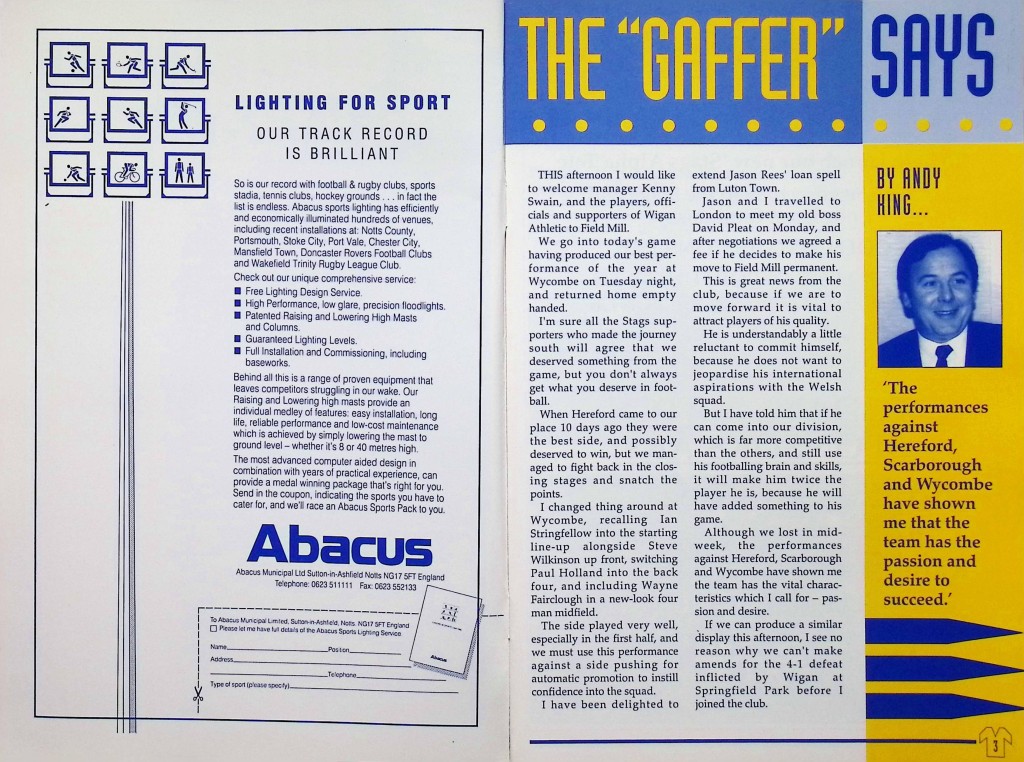 LIGHTING FOR SPORT
OUR TRACK RECORD
IS BRILLIANT
So is our record with football & rugby clubs, sports
stadia, tennis clubs, hockey grounds . . . in fact the
list is endless. Abacus sports lighting has efficiently
and economically illuminated hundreds of venues,
including recent installations at: Notts County,
Portsmouth, Stoke City, Port Vale, Chester City,
Mansfield Town, Doncaster Rovers Football Clubs
and Wakefield Trinity Rugby League Club.
Check out our unique comprehensive service:
Free Lighting Design Service.
High Performance, low glare, precision floodlights.
Patented Raising and Lowering High Masts
and Columns.
Guaranteed Lighting Levels.
Full Installation and Commissioning, including
baseworks.
Behind all this is a range of proven equipment that
leaves competitors struggling in our wake. Our
Raising and Lowering high masts provide an
individual medley of features: easy installation, long
life, reliable performance and low-cost maintenance
which is achieved by simply lowering the mast to
ground level – whether it's 8 or 40 metres high.
The most advanced computer aided design in
combination with years of practical experience, can
provide a medal winning package that's right for you.
Send in the coupon, indicating the sports you have to
cater for, and we'll race an Abacus Sports Pack to you.
Abacus
Abacus Municipal Ltd Sutton-in-Ashfield Notts NG17 5FT England
Telephone: 0623 511111 Fax: 0623 552133
To Abacus Municipal Limited, Sutton-in-Ashfield, Notts. NG17 5FT England
Please let me have full details of the Abacus Sports Lighting Service
Name Position
Address
Telephone
Type of sport (please specify)
Abacus
THE "GAFFER" SAYS
THIS afternoon I would like
to welcome manager Kenny
Swain, and the players, offi-
cials and supporters of Wigan
Athletic to Field Mill.
We go into today's game
having produced our best per-
formance of the year at
Wycombe on Tuesday night,
and returned home empty
handed.
I'm sure all the Stags sup-
porters who made the journey
south will agree that we
deserved something from the
game, but you don't always
get what you deserve in foot-
ball.
When Hereford came to our
place 10 days ago they were
the best side, and possibly
deserved to win, but we man-
aged to fight back in the clos-
ing stages and snatch the
points.
I changed thing around at
Wycombe, recalling Ian
Stringfellow into the starting
line-up alongside Steve
Wilkinson up front, switching
Paul Holland into the back
four, and including Wayne
Fairclough in a new-look four
man midfield.
The side played very well,
especially in the first half, and
we must use this performance
against a side pushing for
automatic promotion to instill
confidence into the squad.
I have been delighted to
extend Jason Rees' loan spell
from Luton Town.
Jason and I travelled to
London to meet my old boss
David Pleat on Monday, and
after negotiations we agreed a
fee if he decides to make his
move to Field Mill permanent.
This is great news from the
club, because if we are to
move forward it is vital to
attract players of his quality.
He is understandably a little
reluctant to commit himself,
because he does not want to
jeopardise his international
aspirations with the Welsh
squad.
But I have told him that if he
can come into our division,
which is far more competitive
than the others, and still use
his footballing brain and skills,
it will make him twice the
player he is, because he will
have added something to his
game.
Although we lost in mid-
week, the performances
against Hereford, Scarborough
and Wycombe have shown me
the team has the vital charac-
teristics which I call for – pas-
sion and desire.
If we can produce a similar
display this afternoon, I see no
reason why we can't make
amends for the 4-1 defeat
inflicted by Wigan at
Springfield Park before I
joined the club.
BY ANDY
KING...
'The
performances
against
Hereford,
Scarborough
and Wycombe
have shown
me that the
team has the
passion and
desire to
succeed.'
3